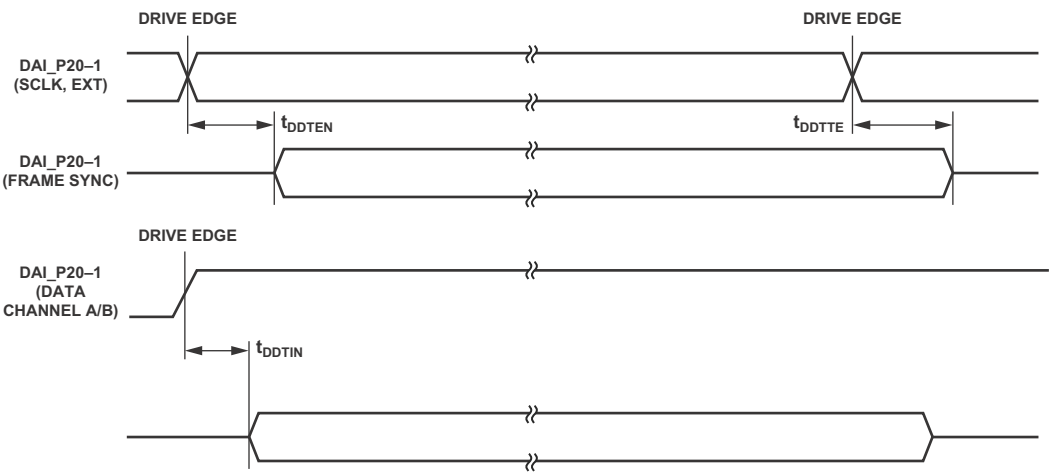 DRIVE EDGE
DRIVE EDGE
DAI_P20–1
(SCLK, EXT)
tDDTEN
tDDTTE
DAI_P20–1
(FRAME SYNC)
DRIVE EDGE
DAI_P20–1
(DATA
CHANNEL A/B)
tDDTIN